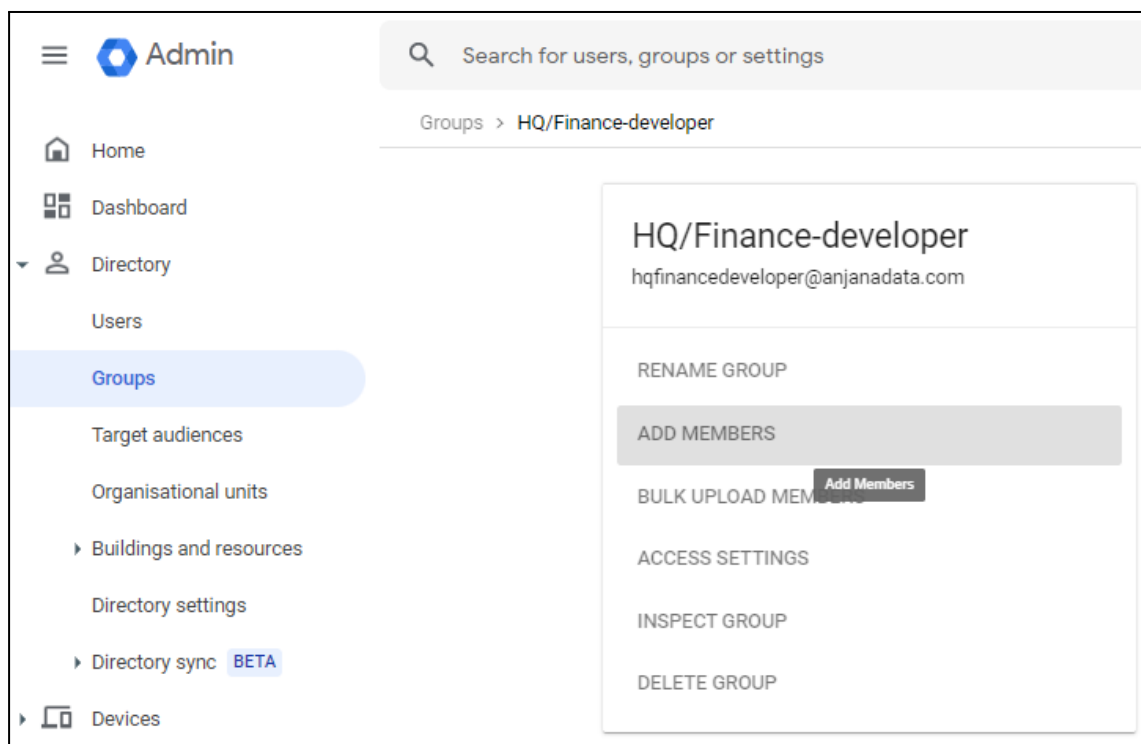 Admin
Search for users, groups or settings
Groups > HQ/Finance-developer
Home
Dashboard
Directory
Users
Groups
Target audiences
Organisational units
Buildings and resources
Directory settings
Directory sync BETA
Devices
HQ/Finance-developer
hqfinancedeveloper@anjanadata.com
RENAME GROUP
ADD MEMBERS
Add Members
BULK UPLOAD MEMBERS
ACCESS SETTINGS
INSPECT GROUP
DELETE GROUP